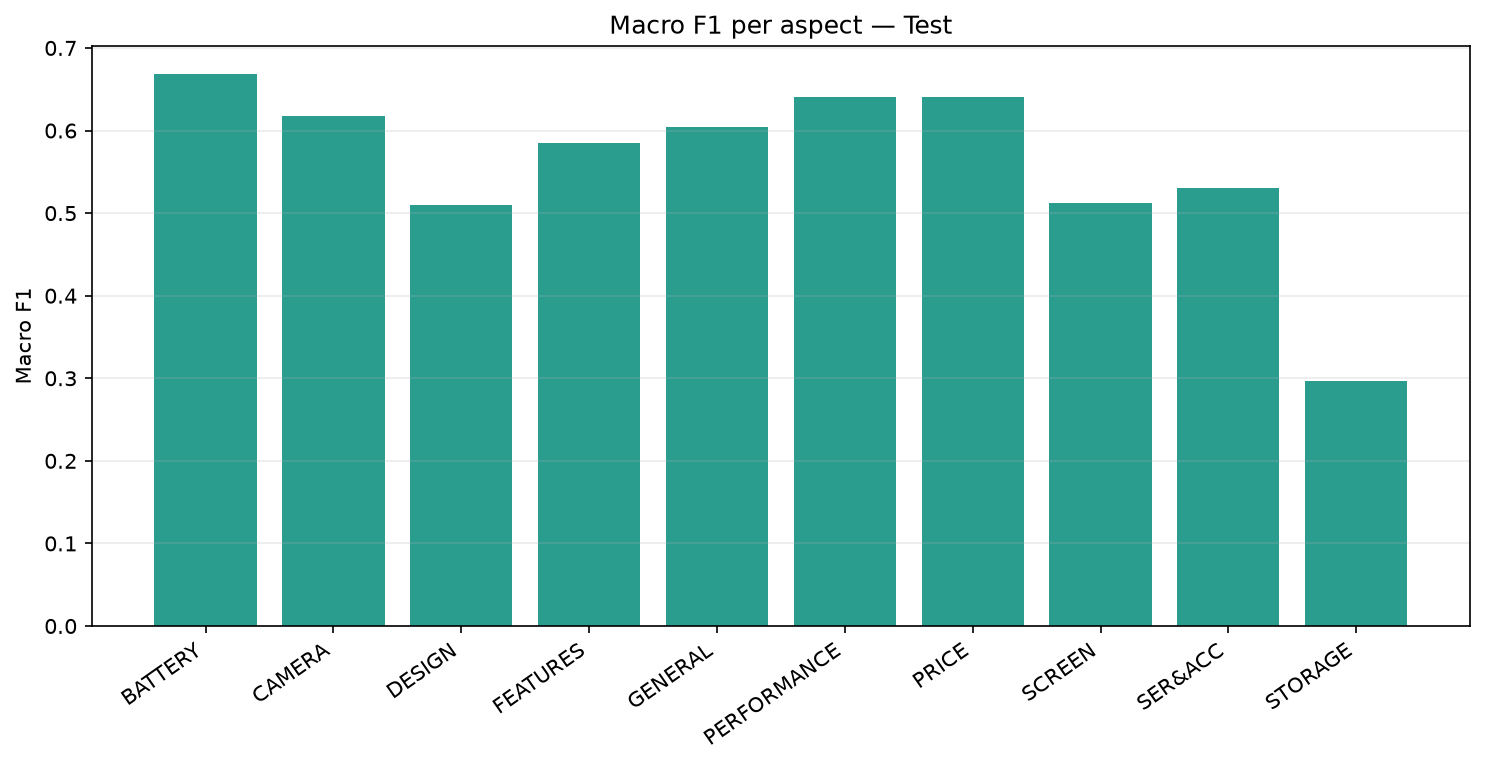 Macro F1 per aspect — Test
Macro F1
0.7
0.6
0.5
0.4
0.3
0.2
0.1
0.0
BATTERY
CAMERA
DESIGN
FEATURES
GENERAL
PERFORMANCE
PRICE
SCREEN
SER&ACC
STORAGE